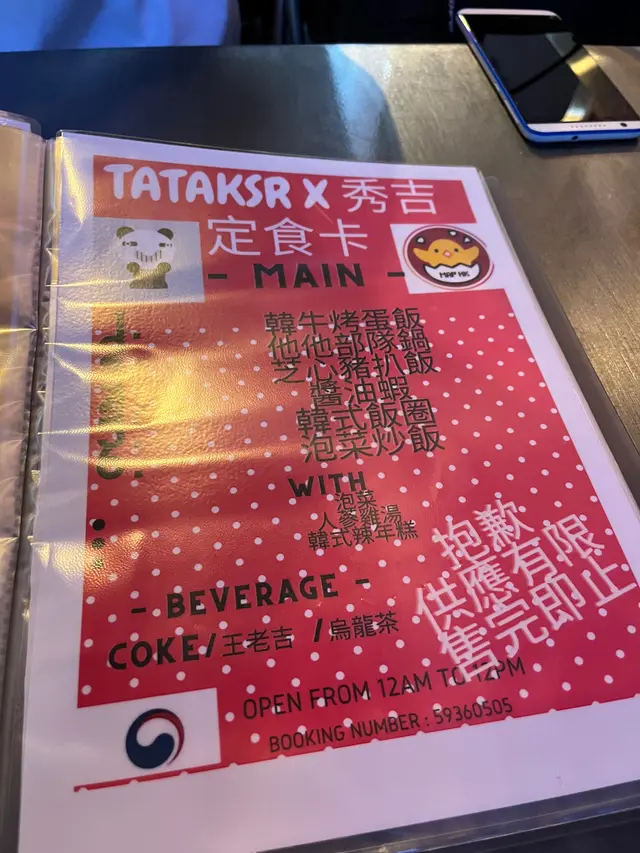 TATAKSR X 秀吉
定食卡
- MAIN -
MAP HK
韓牛烤蛋飯
他他部隊鍋
芝心豬扒飯
醬油蝦
韓式飯圈
泡菜炒飯
WITH
泡菜
人參雞湯
韓式辣年糕
抱歉
供應有限
售完即止
- BEVERAGE -
COKE/王老吉 /烏龍茶
OPEN FROM 12AM TO 12PM
BOOKING NUMBER : 59360505